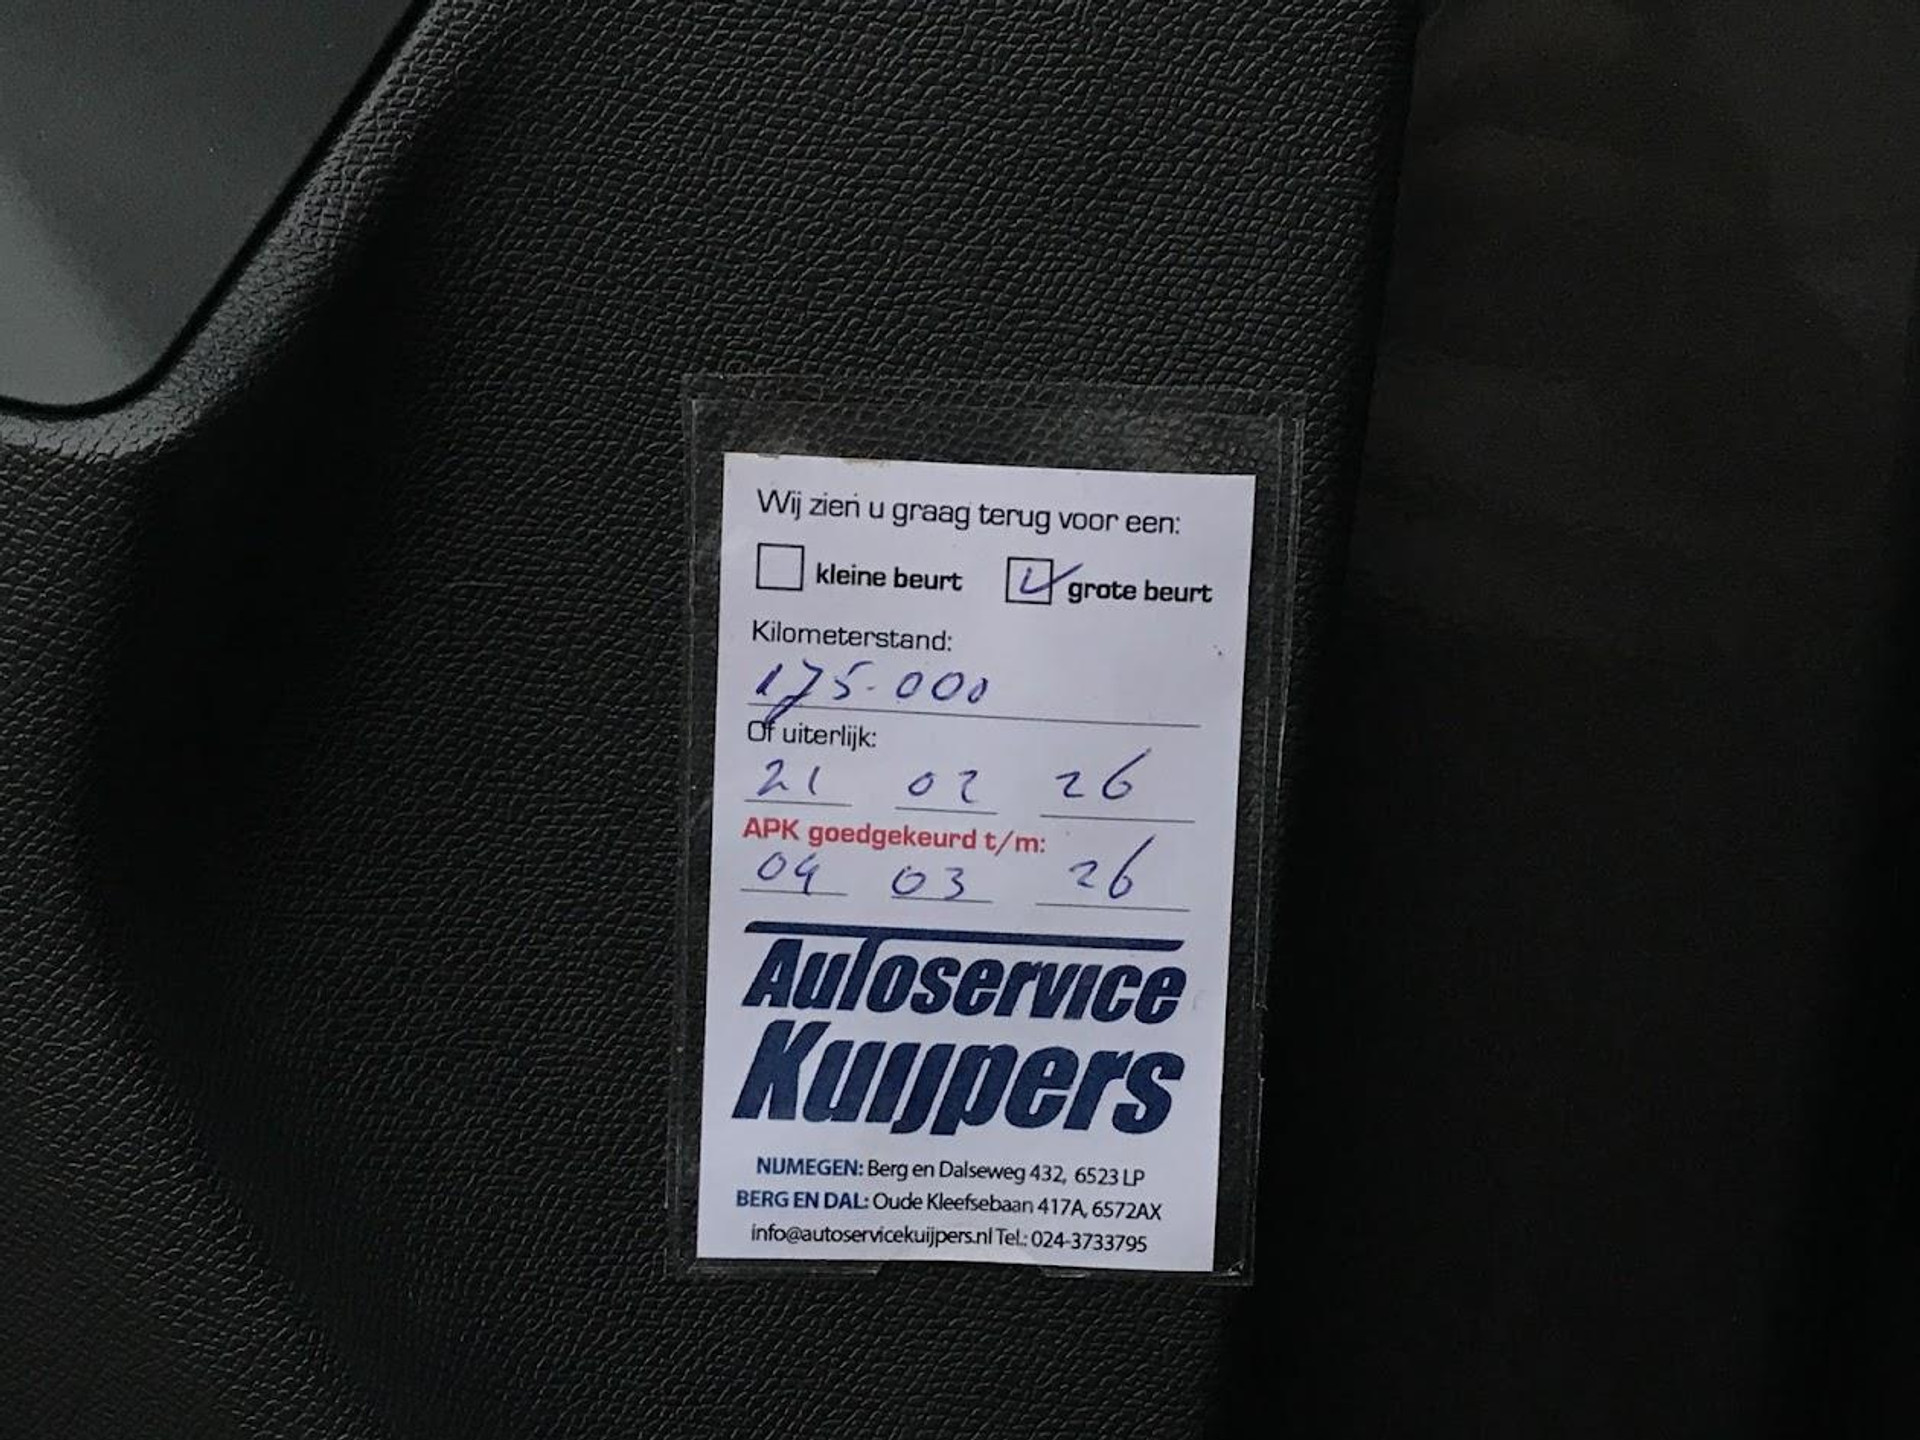 Wij zien u graag terug voor een:
kleine beurt grote beurt
Kilometerstand:
175.000
Of uiterlijk:
21 02 26
APK goedgekeurd t/m:
04 03 26
Autoservice
Kuijpers
NIJMEGEN: Berg en Dalseweg 432, 6523 LP
BERG EN DAL: Oude Kleefsebaan 417A, 6572AX
info@autoservicekuijpers.nl Tel.: 024-3733795